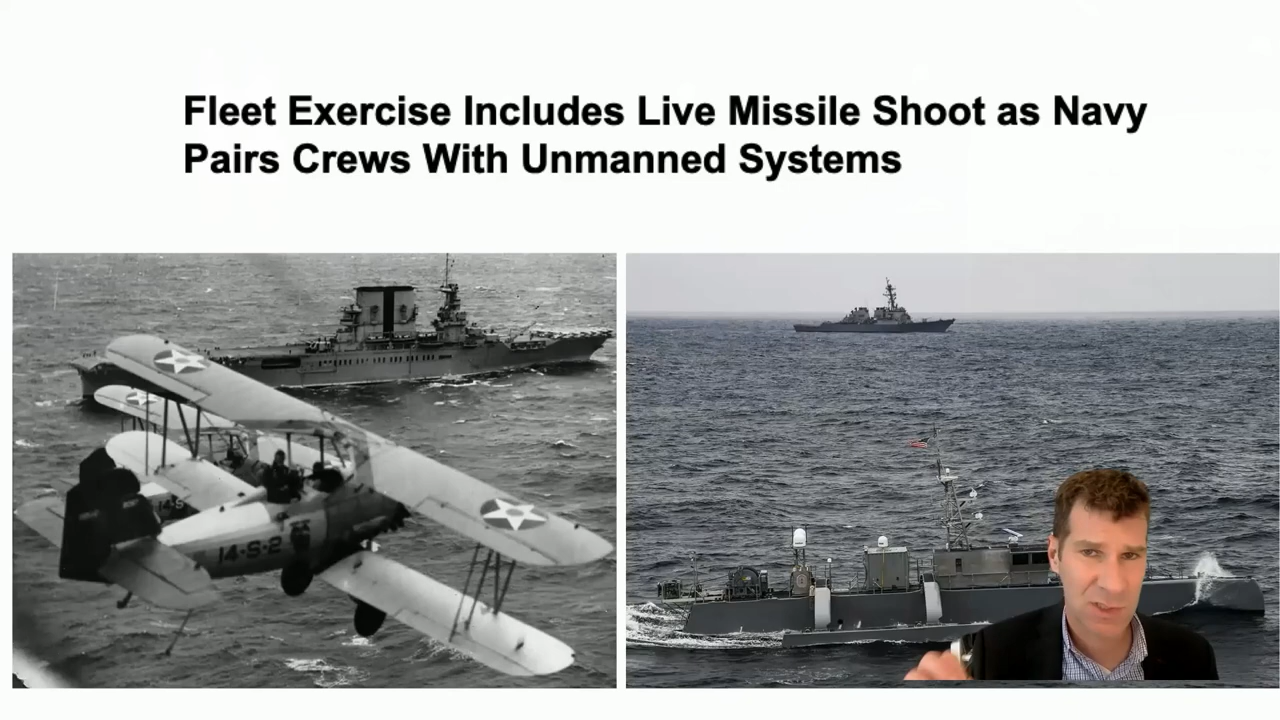 Fleet Exercise Includes Live Missile Shoot as Navy
Pairs Crews With Unmanned Systems
14-S-2